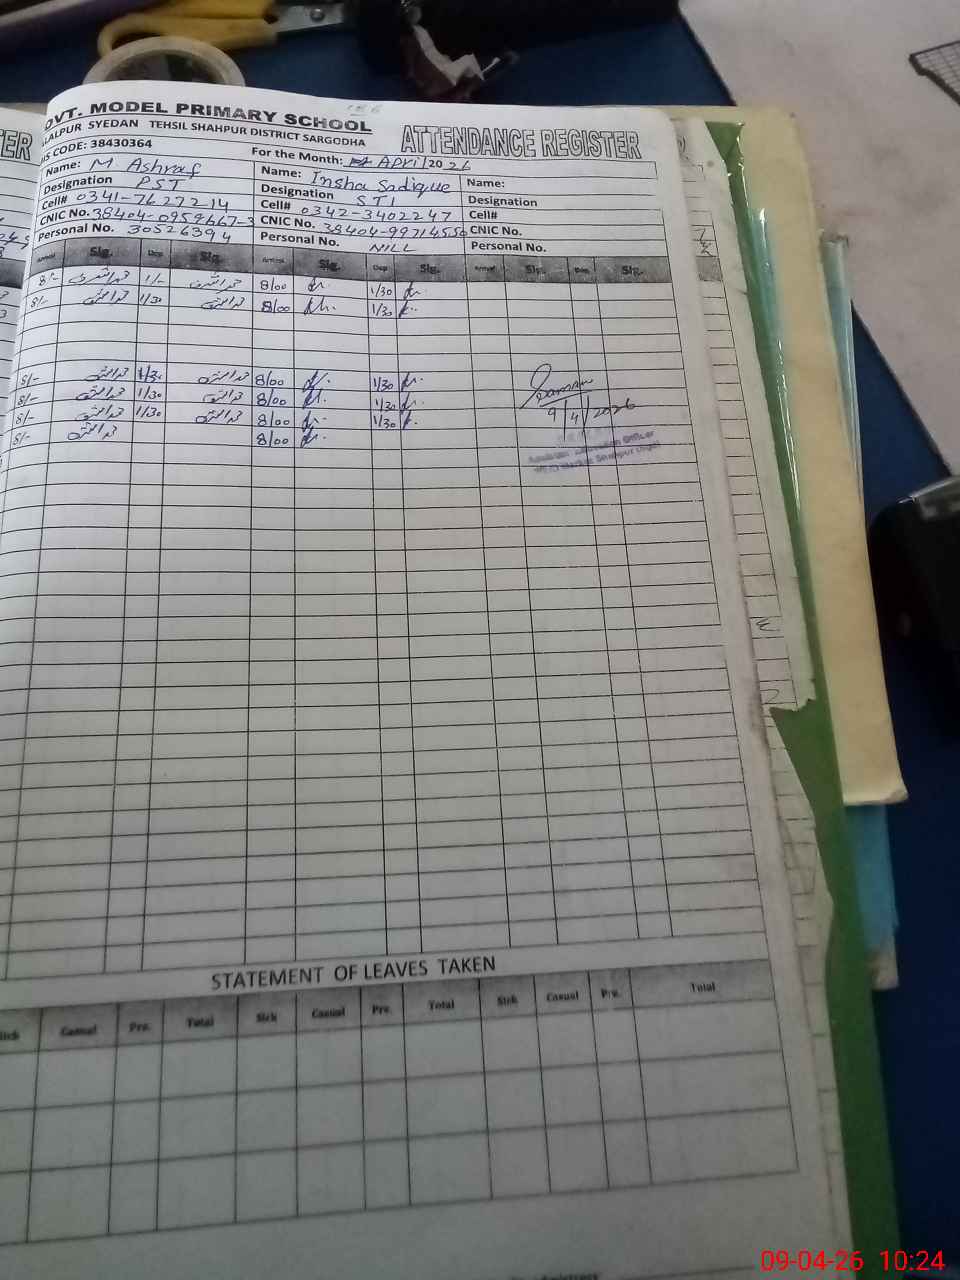 OVT. MODEL PRIMARY SCHOOL
JALALPUR SYEDAN TEHSIL SHAHPUR DISTRICT SARGODHA
ATTENDANCE REGISTER
IS CODE: 38430364
For the Month: April 2026
Name: M Ashraf Name: Insha Sadique Name:
Designation PST Designation STI Designation
Cell# 0341-7627214 Cell# 0342-3402247 Cell#
CNIC No. 38404-0959667-3 CNIC No. 38404-9971455 CNIC No.
Personal No. 30526394 Personal No. NILL Personal No.
Arrival Sig. Dep Sig. Arrival Sig. Dep Sig. Arrival Sig. Dep. Sig.
8/- 1/- 8/00 1/30
8/- 1/30 8/00 1/30
8/- 1/30 8/00 1/30
8/- 1/30 8/00 1/30
8/- 1/30 8/00 1/30
8/- 8/00
9/4/2026
Education Officer
STATEMENT OF LEAVES TAKEN
Sick Casual Pre. Total Sick Casual Pre. Total Sick Casual Pre. Total
09-04-26 10:24